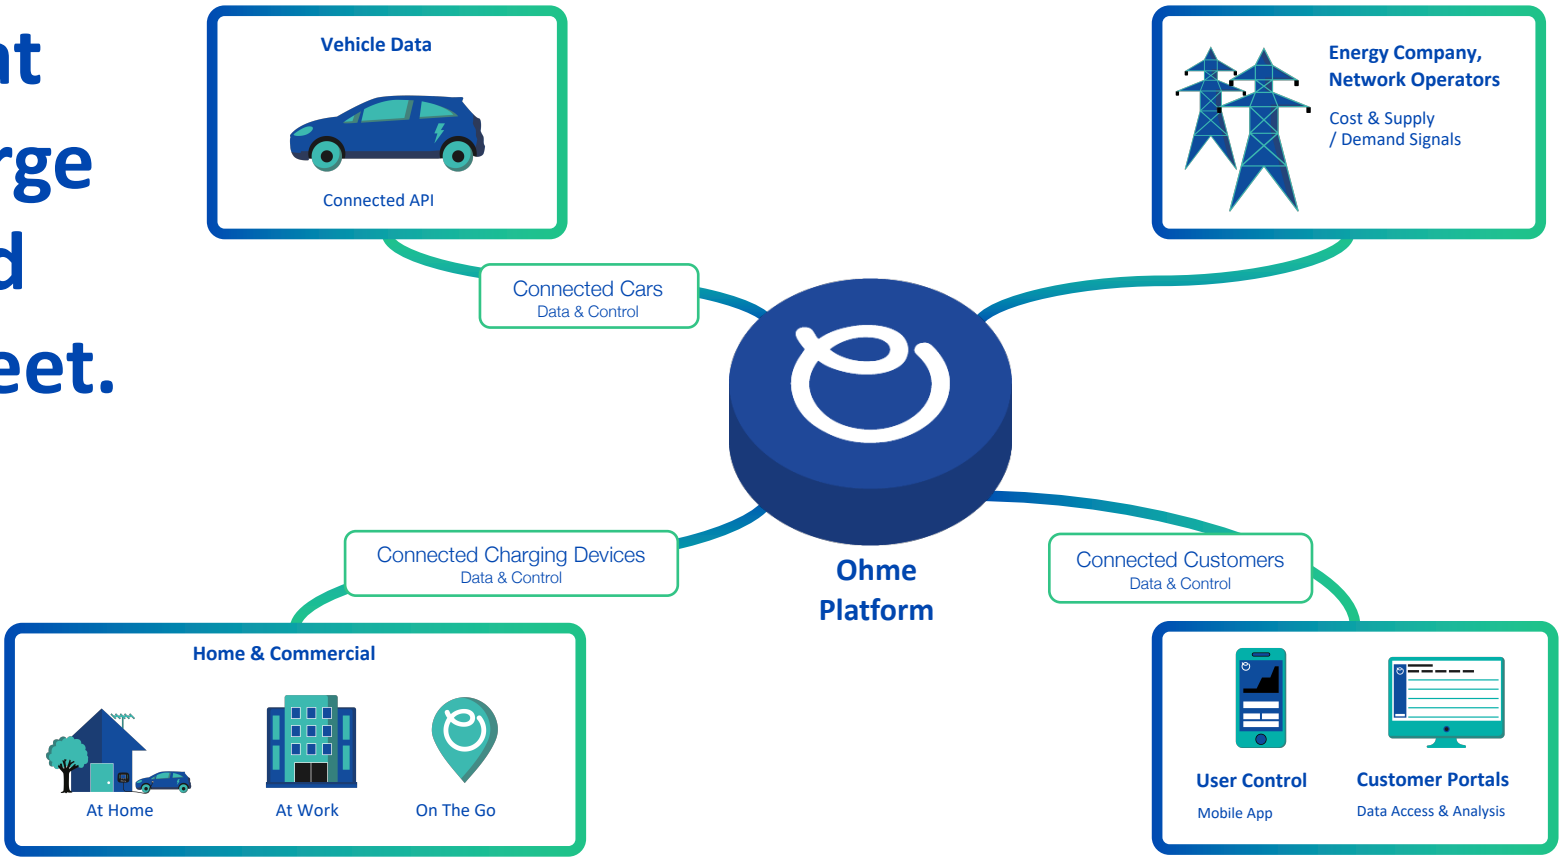 eet.
Vehicle Data
Connected API
Energy Company,
Network Operators
Cost & Supply
/ Demand Signals
Connected Cars
Data & Control
Connected Charging Devices
Data & Control
Ohme
Platform
Connected Customers
Data & Control
Home & Commercial
At Home
At Work
On The Go
User Control
Mobile App
Customer Portals
Data Access & Analysis